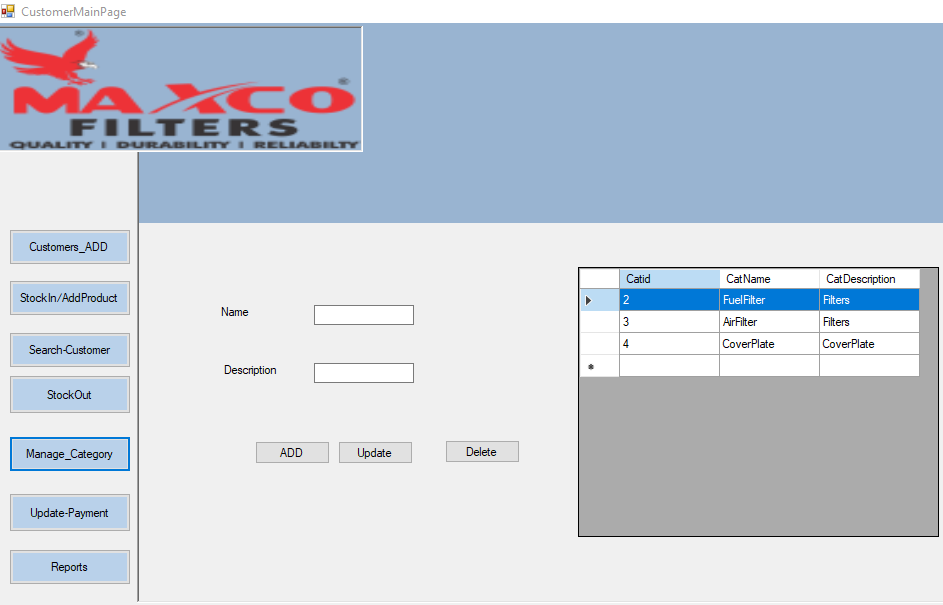 CustomerMainPage
MAXCO
FILTERS
QUALITY | DURABILITY | RELIABILTY
Customers_ADD
StockIn/AddProduct
Search-Customer
StockOut
Manage_Category
Update-Payment
Reports
Name
Description
ADD Update Delete
Catid CatName CatDescription
2 FuelFilter Filters
3 AirFilter Filters
4 CoverPlate CoverPlate